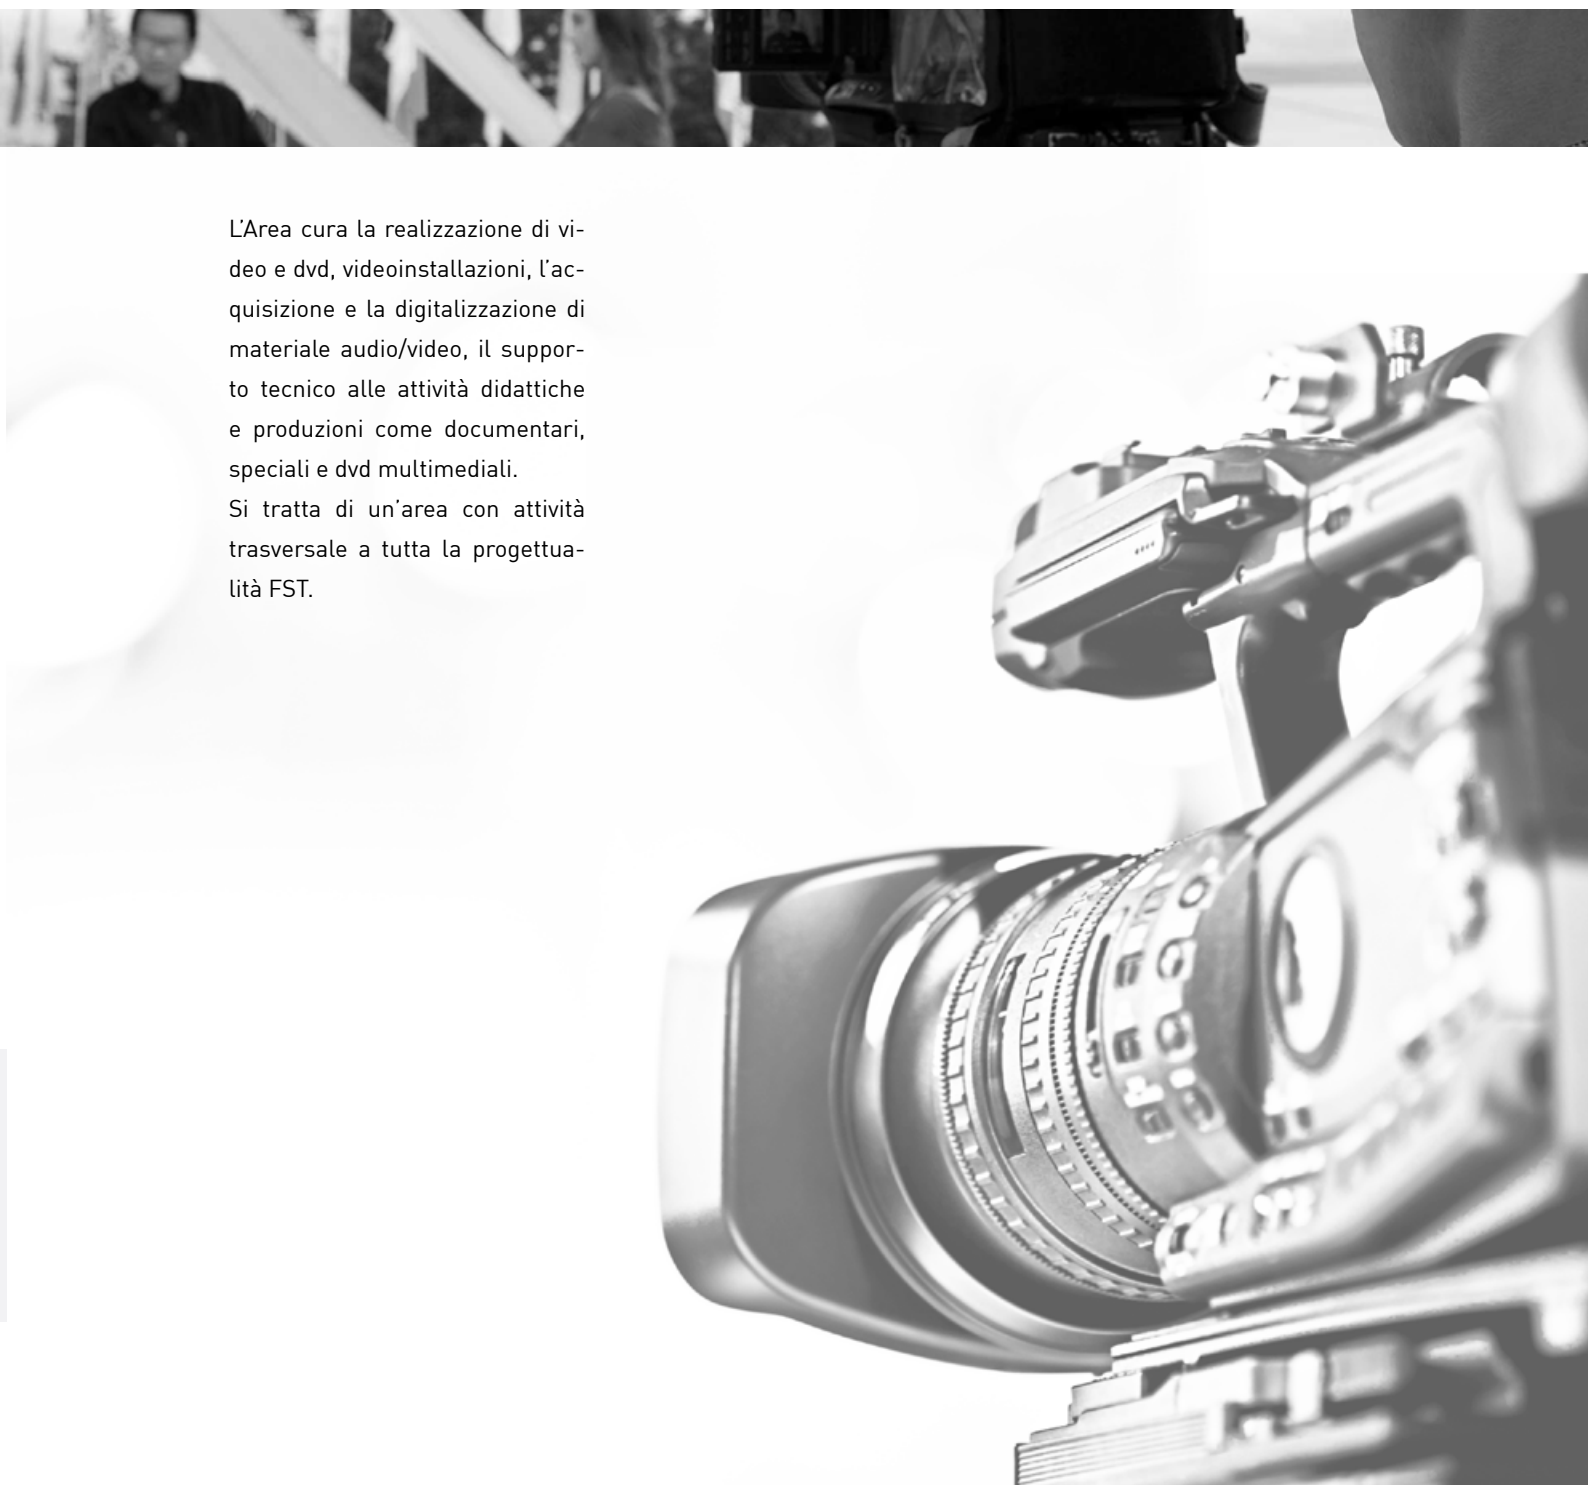 L’Area cura la realizzazione di vi-
deo e dvd, videoinstallazioni, l’ac-
quisizione e la digitalizzazione di
materiale audio/video, il suppor-
to tecnico alle attività didattiche
e produzioni come documentari,
speciali e dvd multimediali.
Si tratta di un’area con attività
trasversale a tutta la progettua-
lità FST.